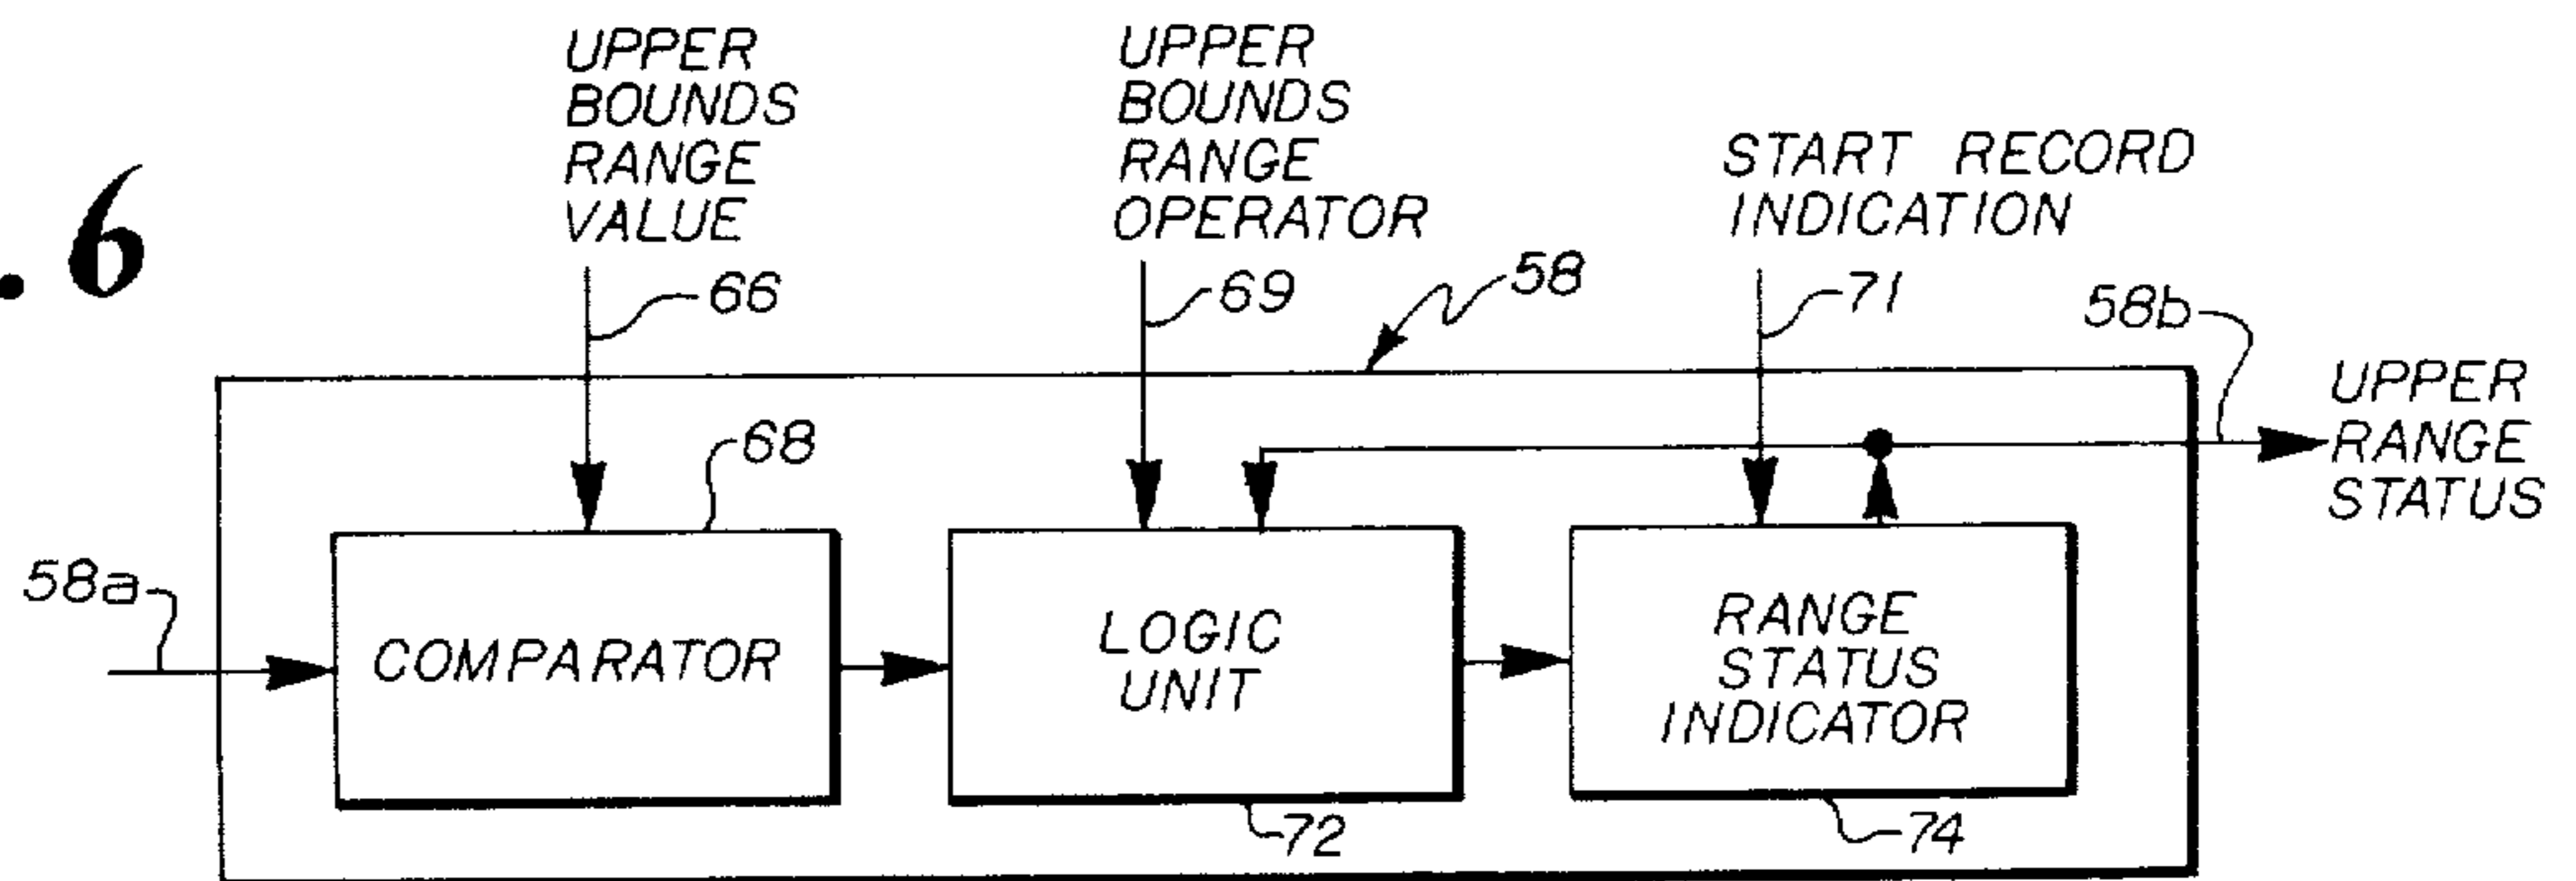 . 6
UPPER
BOUNDS
RANGE
VALUE
66
UPPER
BOUNDS
RANGE
OPERATOR
69
58
START RECORD
INDICATION
71
58b
UPPER
RANGE
STATUS
58a
68
COMPARATOR
LOGIC
UNIT
72
RANGE
STATUS
INDICATOR
74